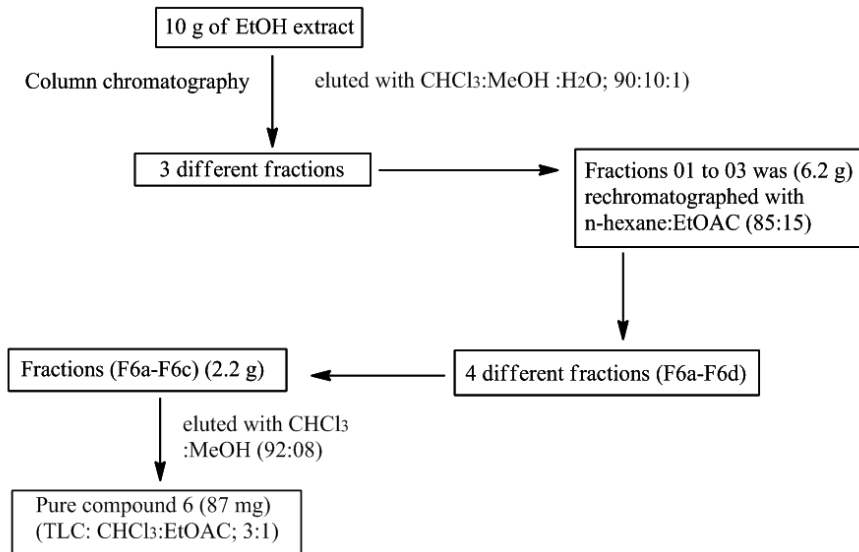 10 g of EtOH extract
Column chromatography
eluted with CHCl₃:MeOH :H₂O; 90:10:1)
3 different fractions
Fractions 01 to 03 was (6.2 g)
rechromatographed with
n-hexane:EtOAC (85:15)
4 different fractions (F6a-F6d)
Fractions (F6a-F6c) (2.2 g)
eluted with CHCl₃
:MeOH (92:08)
Pure compound 6 (87 mg)
(TLC: CHCl₃:EtOAC; 3:1)